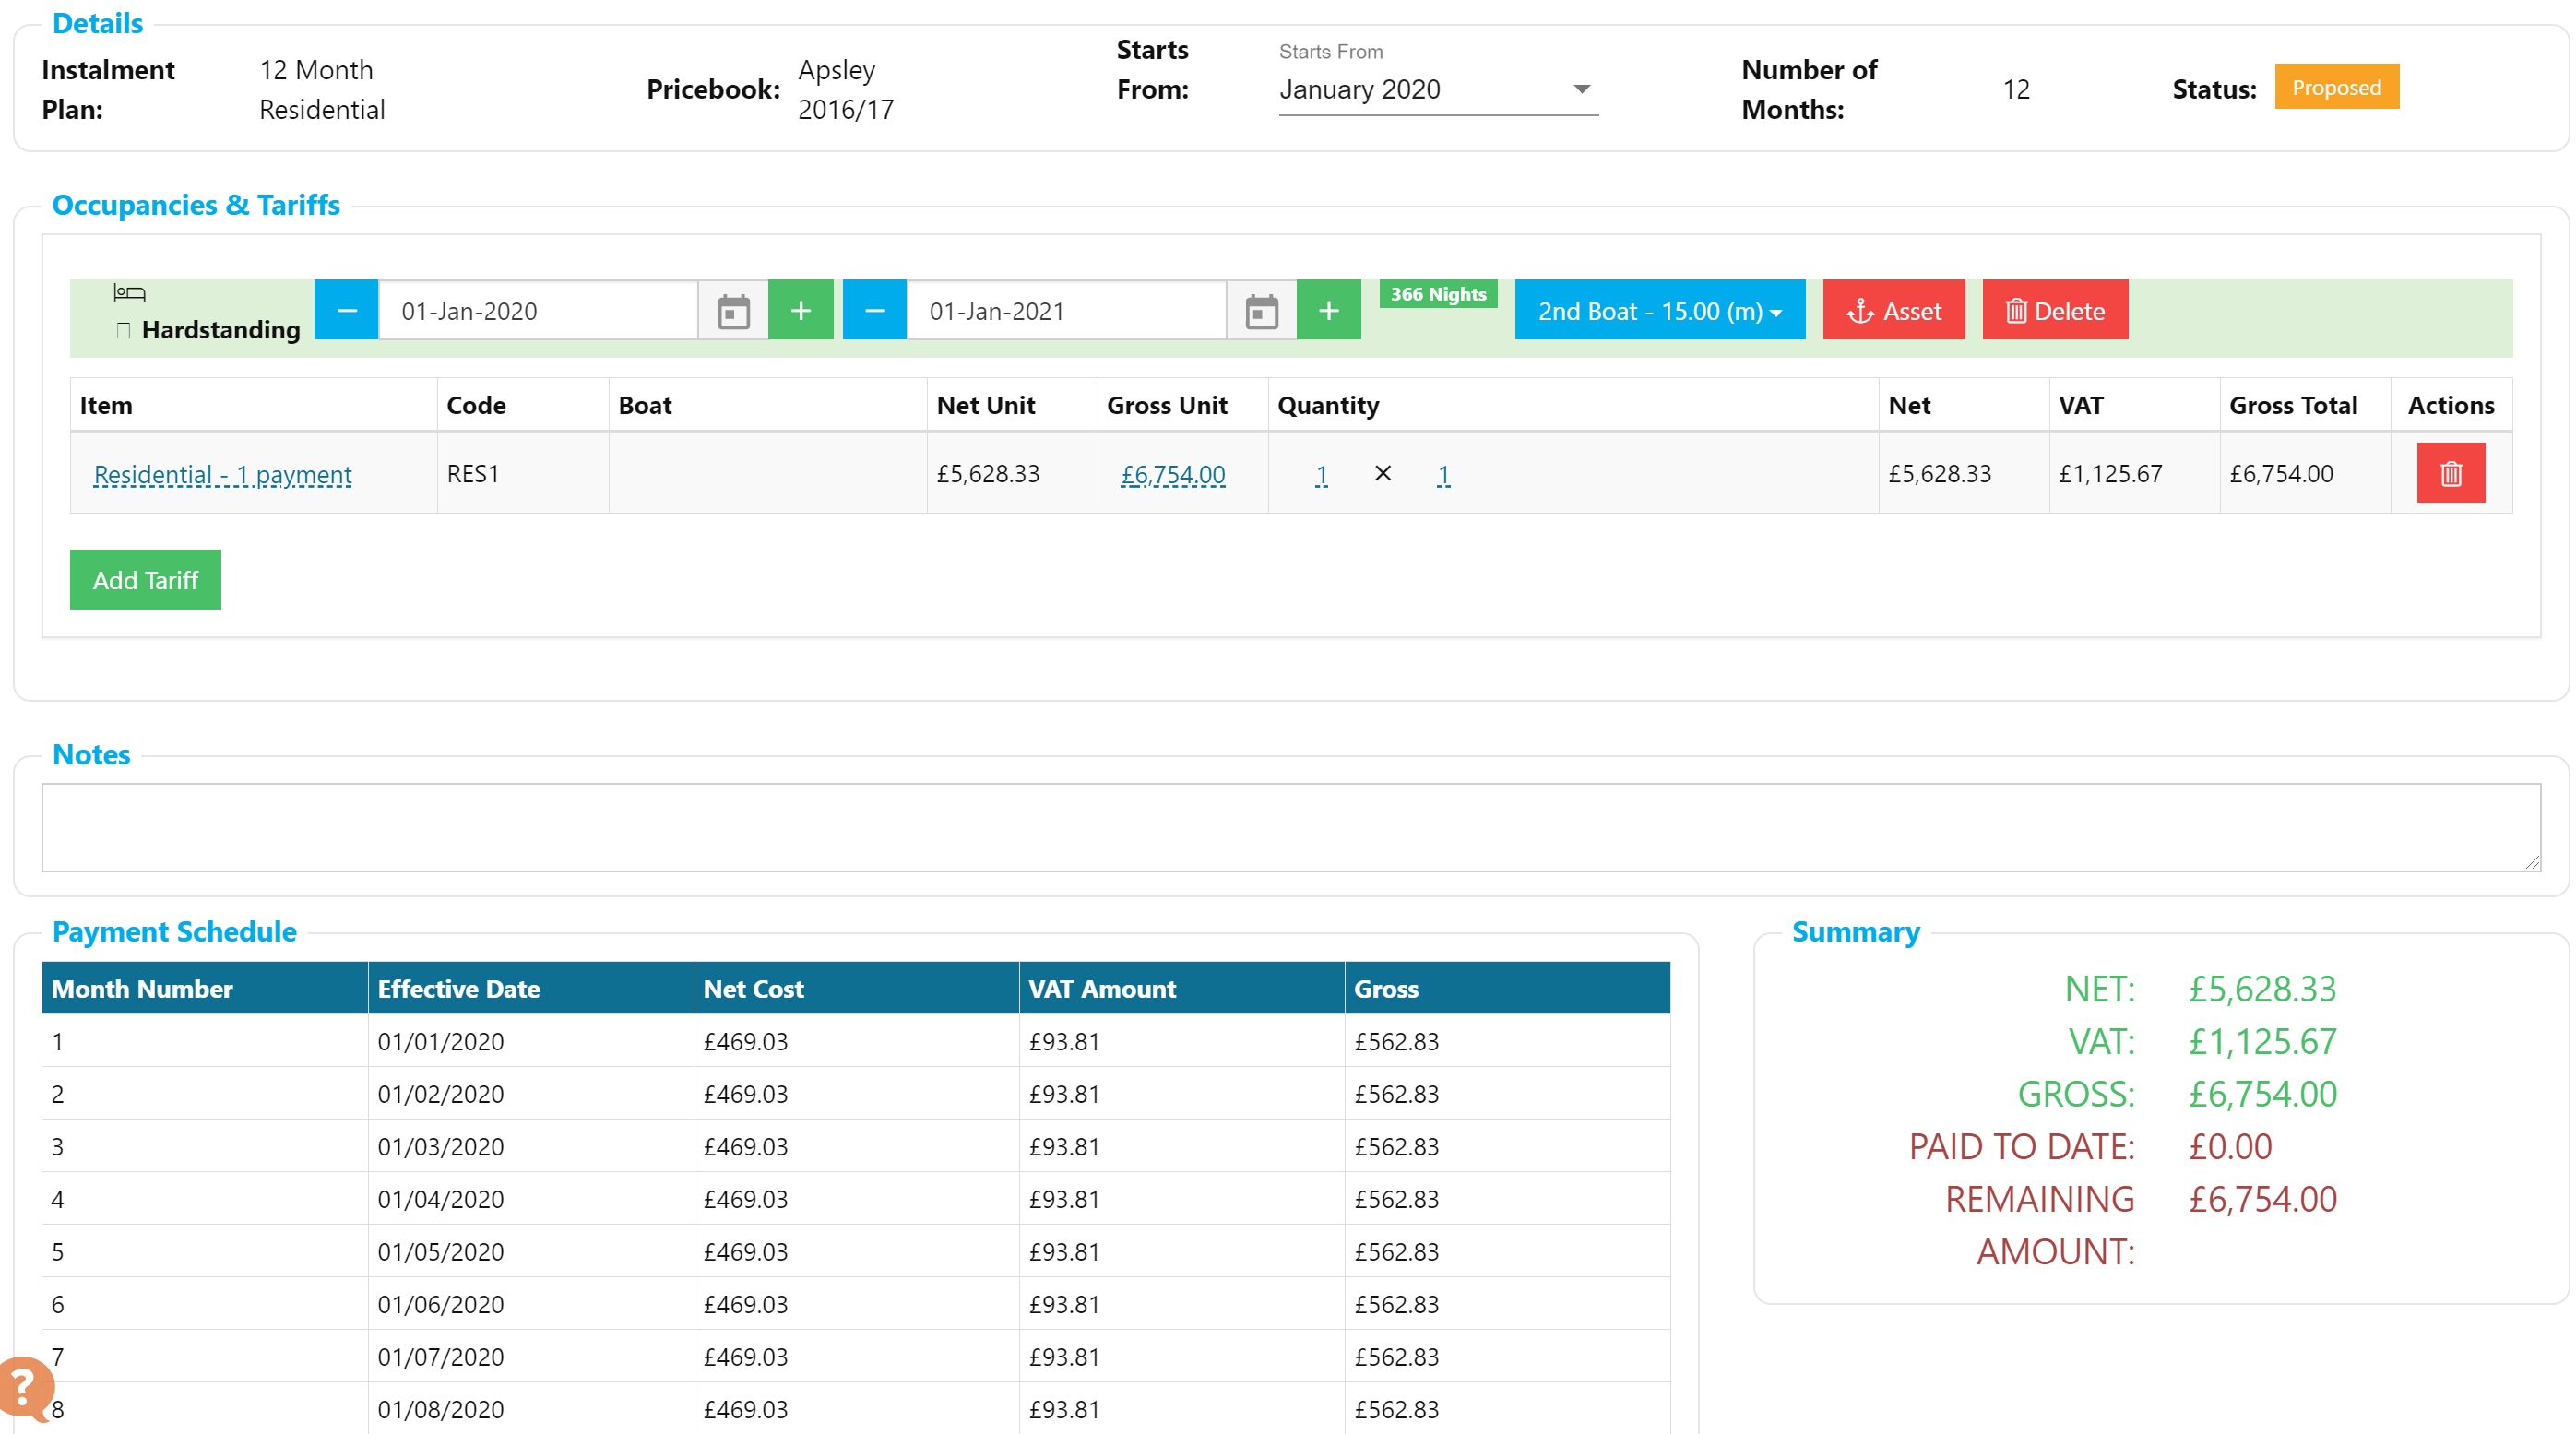 Details
Instalment Plan: 12 Month Residential
Pricebook: Apsley 2016/17
Starts From: Starts From January 2020
Number of Months: 12
Status: Proposed
Occupancies & Tariffs
Hardstanding − 01-Jan-2020 + − 01-Jan-2021 + 366 Nights 2nd Boat - 15.00 (m) Asset Delete
Item Code Boat Net Unit Gross Unit Quantity Net VAT Gross Total Actions
Residential - 1 payment RES1 £5,628.33 £6,754.00 1 × 1 £5,628.33 £1,125.67 £6,754.00
Add Tariff
Notes
Payment Schedule
Month Number Effective Date Net Cost VAT Amount Gross
1 01/01/2020 £469.03 £93.81 £562.83
2 01/02/2020 £469.03 £93.81 £562.83
3 01/03/2020 £469.03 £93.81 £562.83
4 01/04/2020 £469.03 £93.81 £562.83
5 01/05/2020 £469.03 £93.81 £562.83
6 01/06/2020 £469.03 £93.81 £562.83
7 01/07/2020 £469.03 £93.81 £562.83
8 01/08/2020 £469.03 £93.81 £562.83
?
Summary
NET: £5,628.33
VAT: £1,125.67
GROSS: £6,754.00
PAID TO DATE: £0.00
REMAINING AMOUNT: £6,754.00